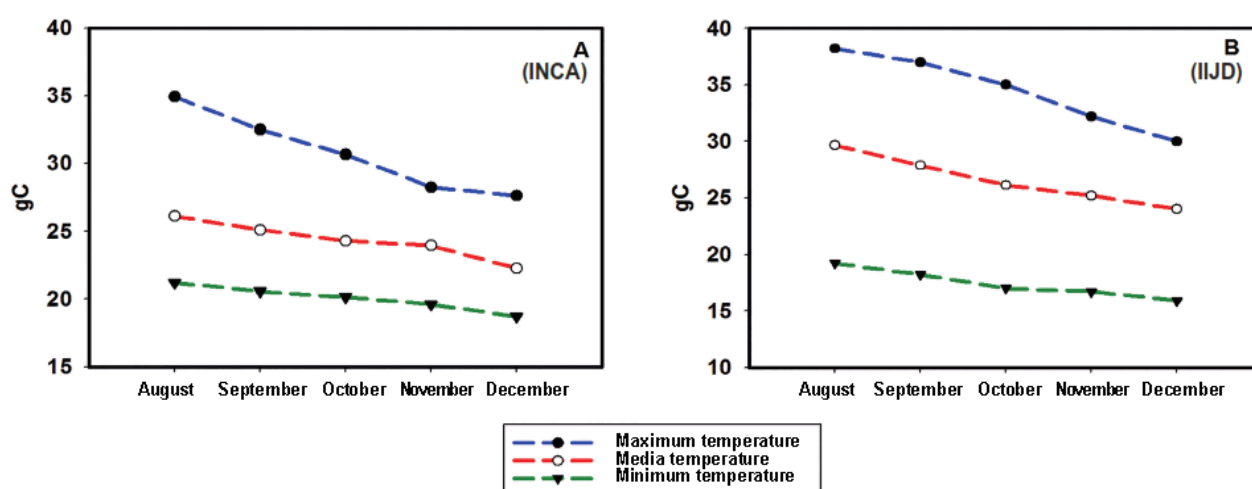 A
(INCA)
gC
40
35
30
25
20
15
August September October November December
B
(IIJD)
gC
40
35
30
25
20
15
10
August September October November December
Maximum temperature
Media temperature
Minimum temperature